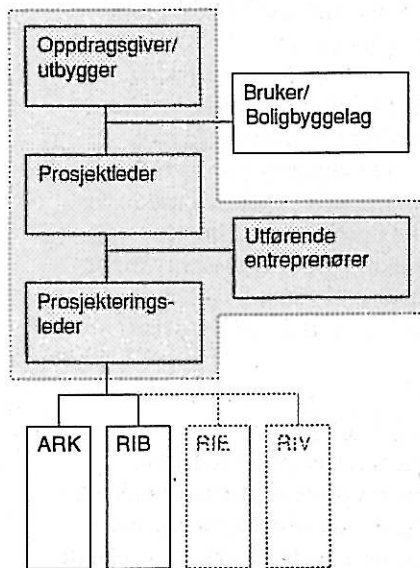 Oppdragsgiver/
utbygger
Bruker/
Boligbyggelag
Prosjektleder
Utførende
entreprenører
Prosjekterings-
leder
ARK
RIB
RIE
RIV